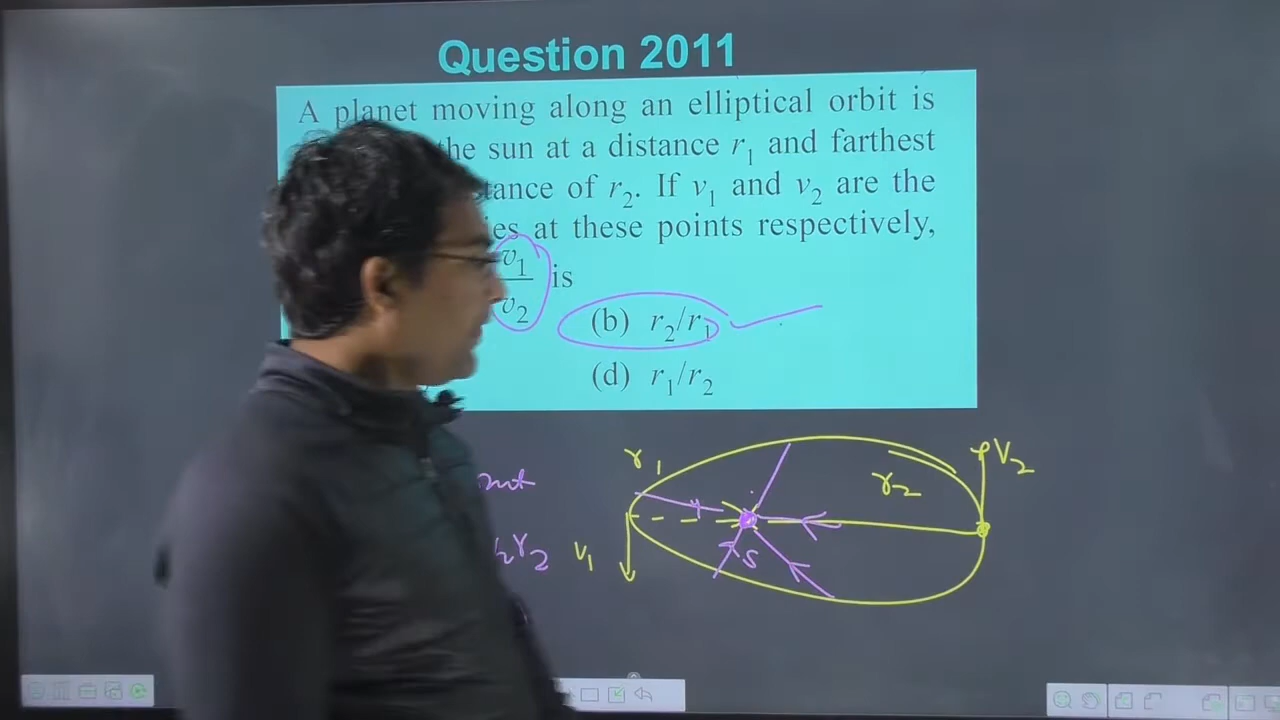 Question 2011
A planet moving along an elliptical orbit is
the sun at a distance r₁ and farthest
of r₂. If v₁ and v₂ are the
at these points respectively,
v₁
v₂
is
(b) r₂/r₁
(d) r₁/r₂
r₁
r₂
V₂
r₂
V₁
S